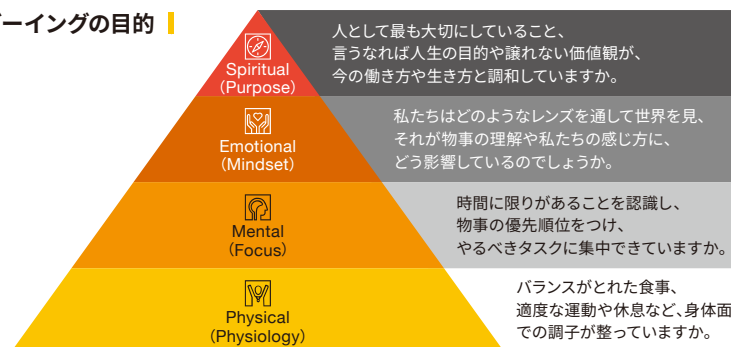 ーイングの目的
Spiritual
(Purpose)
人として最も大切にしていること、
言うなれば人生の目的や譲れない価値観が、
今の働き方や生き方と調和していますか。
Emotional
(Mindset)
私たちはどのようなレンズを通して世界を見、
それが物事の理解や私たちの感じ方に、
どう影響しているのでしょうか。
Mental
(Focus)
時間に限りがあることを認識し、
物事の優先順位をつけ、
やるべきタスクに集中できていますか。
Physical
(Physiology)
バランスがとれた食事、
適度な運動や休息など、身体面
での調子が整っていますか。